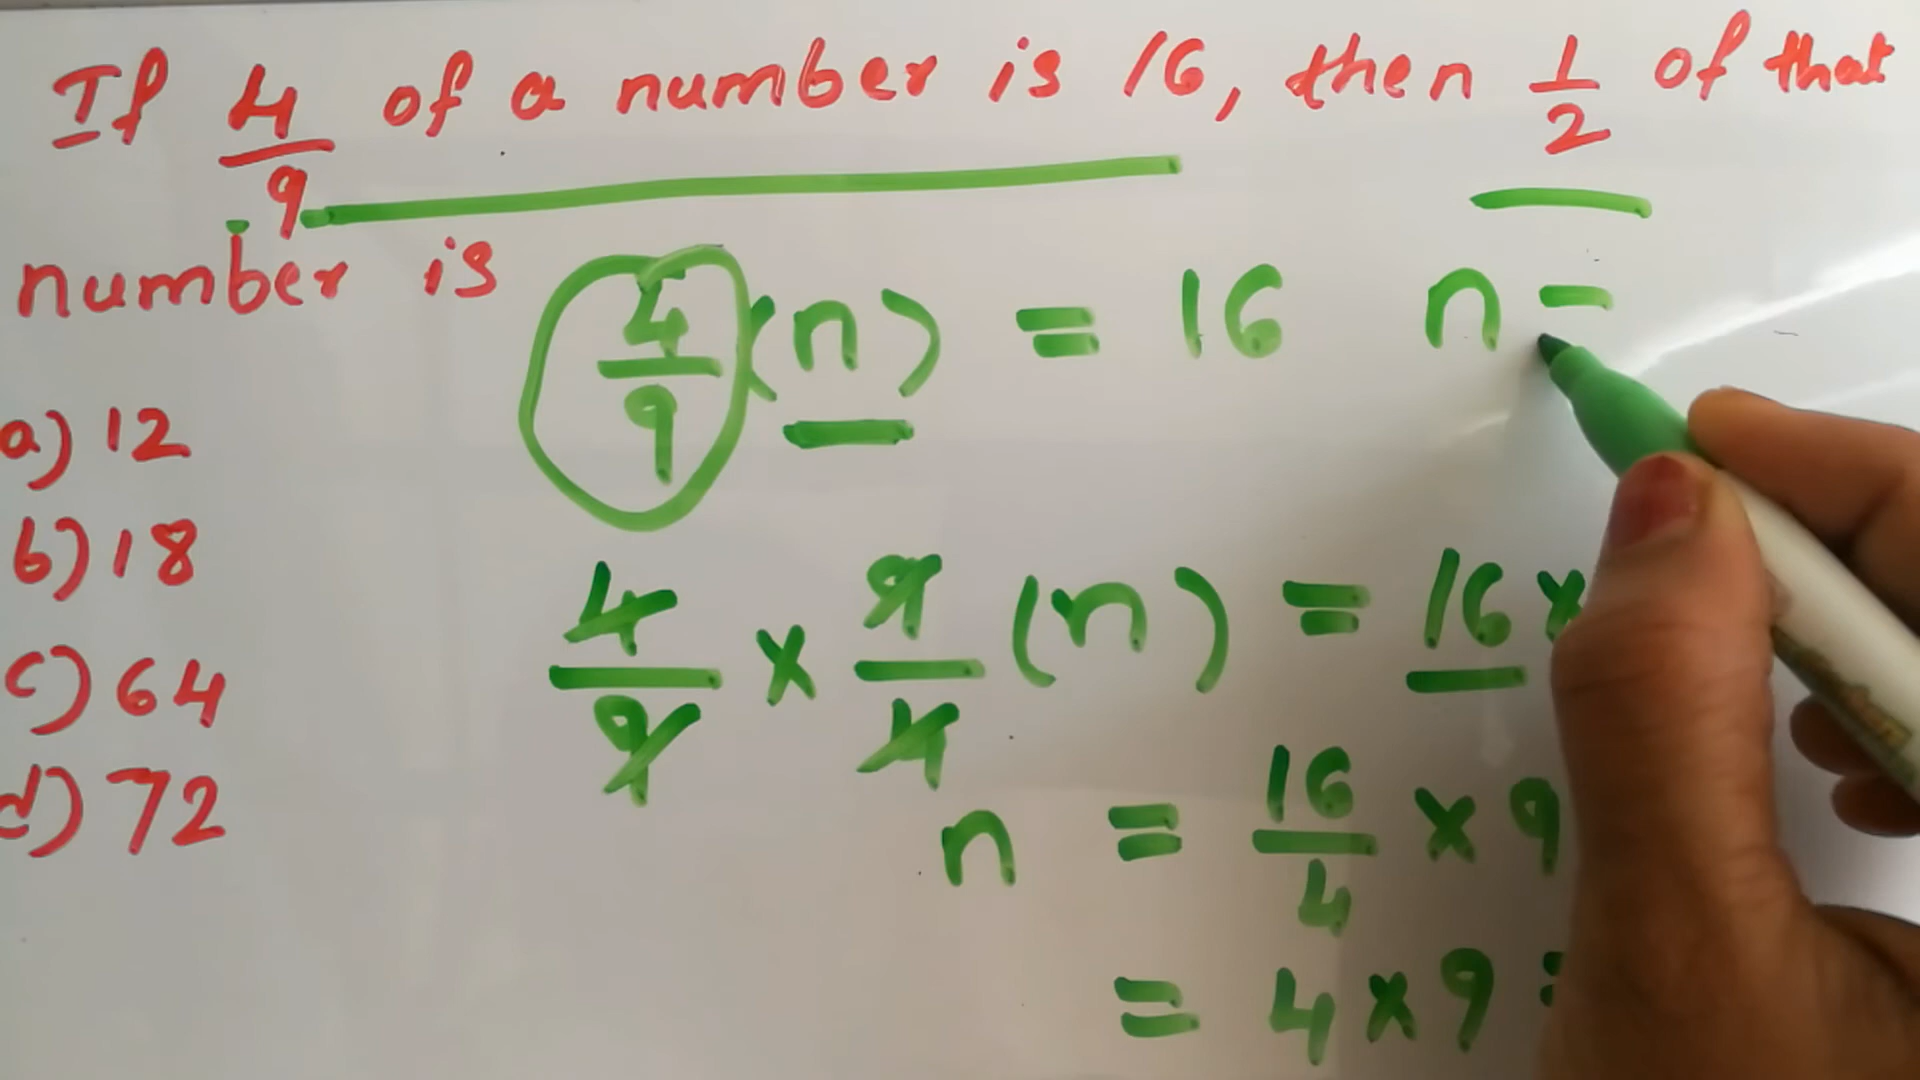 If 4/9 of a number is 16, then 1/2 of that
number is
4/9 (n) = 16 n =
a) 12
b) 18
4/9 x 9/4 (n) = 16 x
c) 64
n = 16/4 x 9
d) 72
= 4 x 9 =